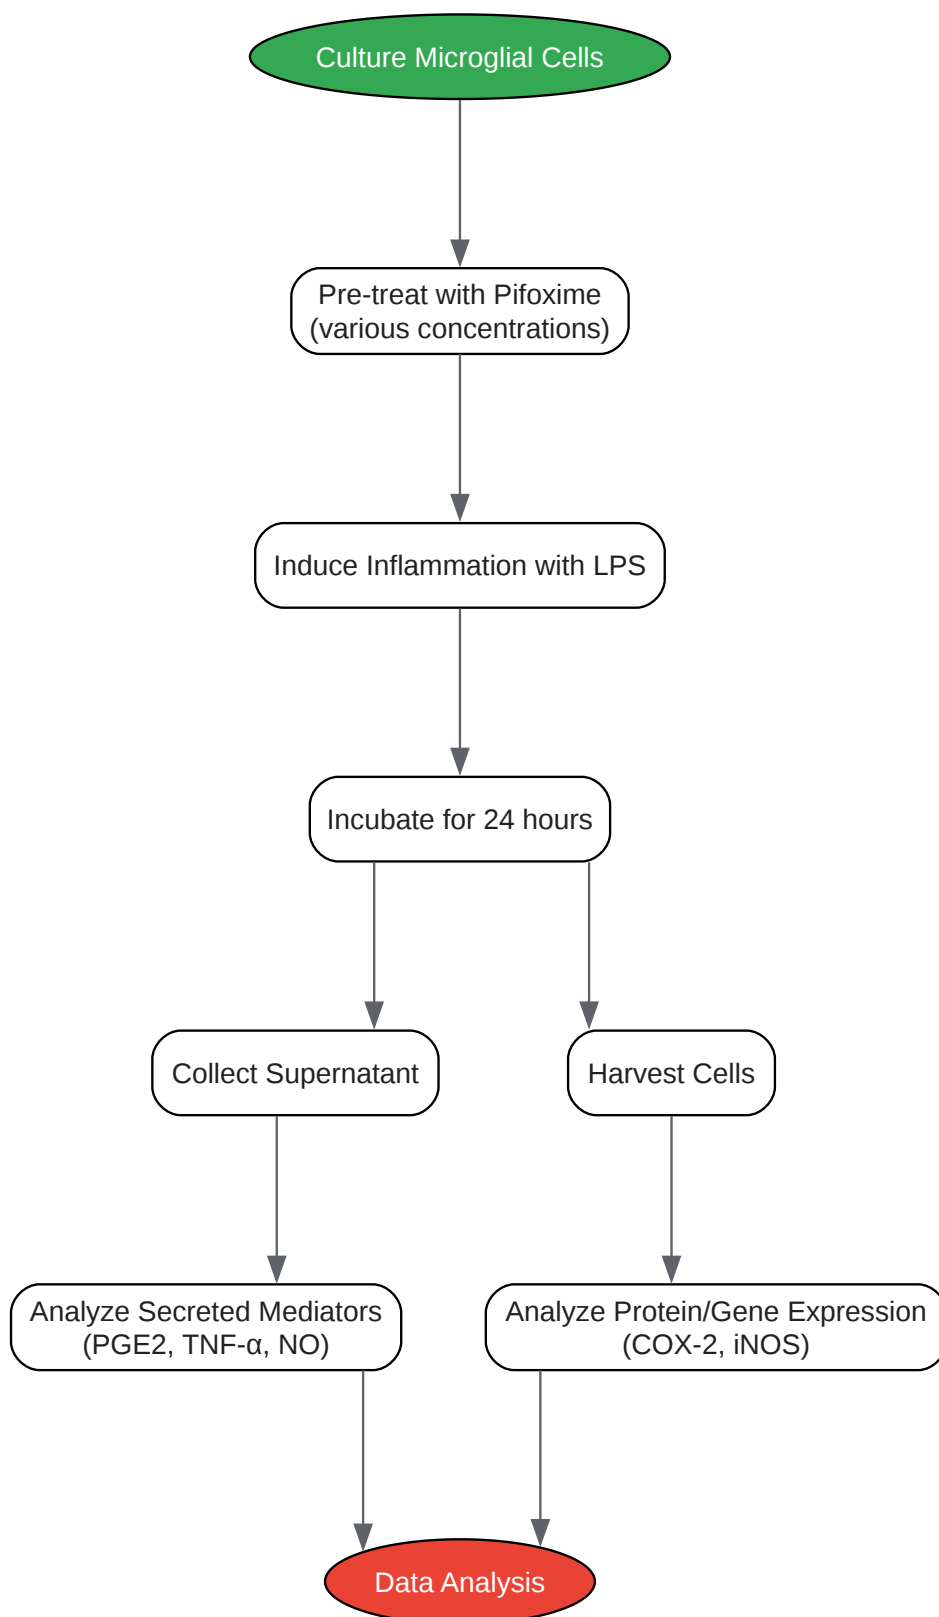 Culture Microglial Cells
Pre-treat with Pifoxime
(various concentrations)
Induce Inflammation with LPS
Incubate for 24 hours
Collect Supernatant
Harvest Cells
Analyze Secreted Mediators
(PGE2, TNF-α, NO)
Analyze Protein/Gene Expression
(COX-2, iNOS)
Data Analysis